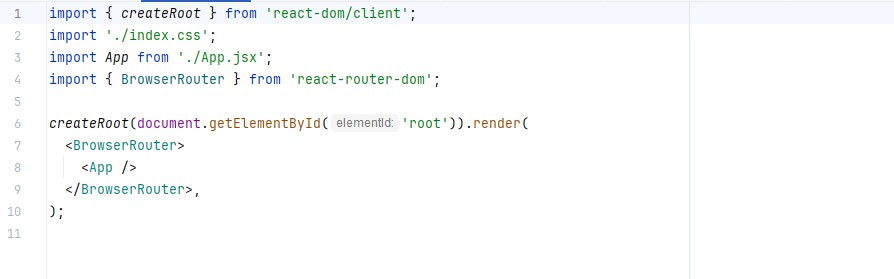 1 import { createRoot } from 'react-dom/client';
2 import './index.css';
3 import App from './App.jsx';
4 import { BrowserRouter } from 'react-router-dom';
5
6 createRoot(document.getElementById( elementId: 'root')).render(
7   <BrowserRouter>
8     <App />
9   </BrowserRouter>,
10 );
11